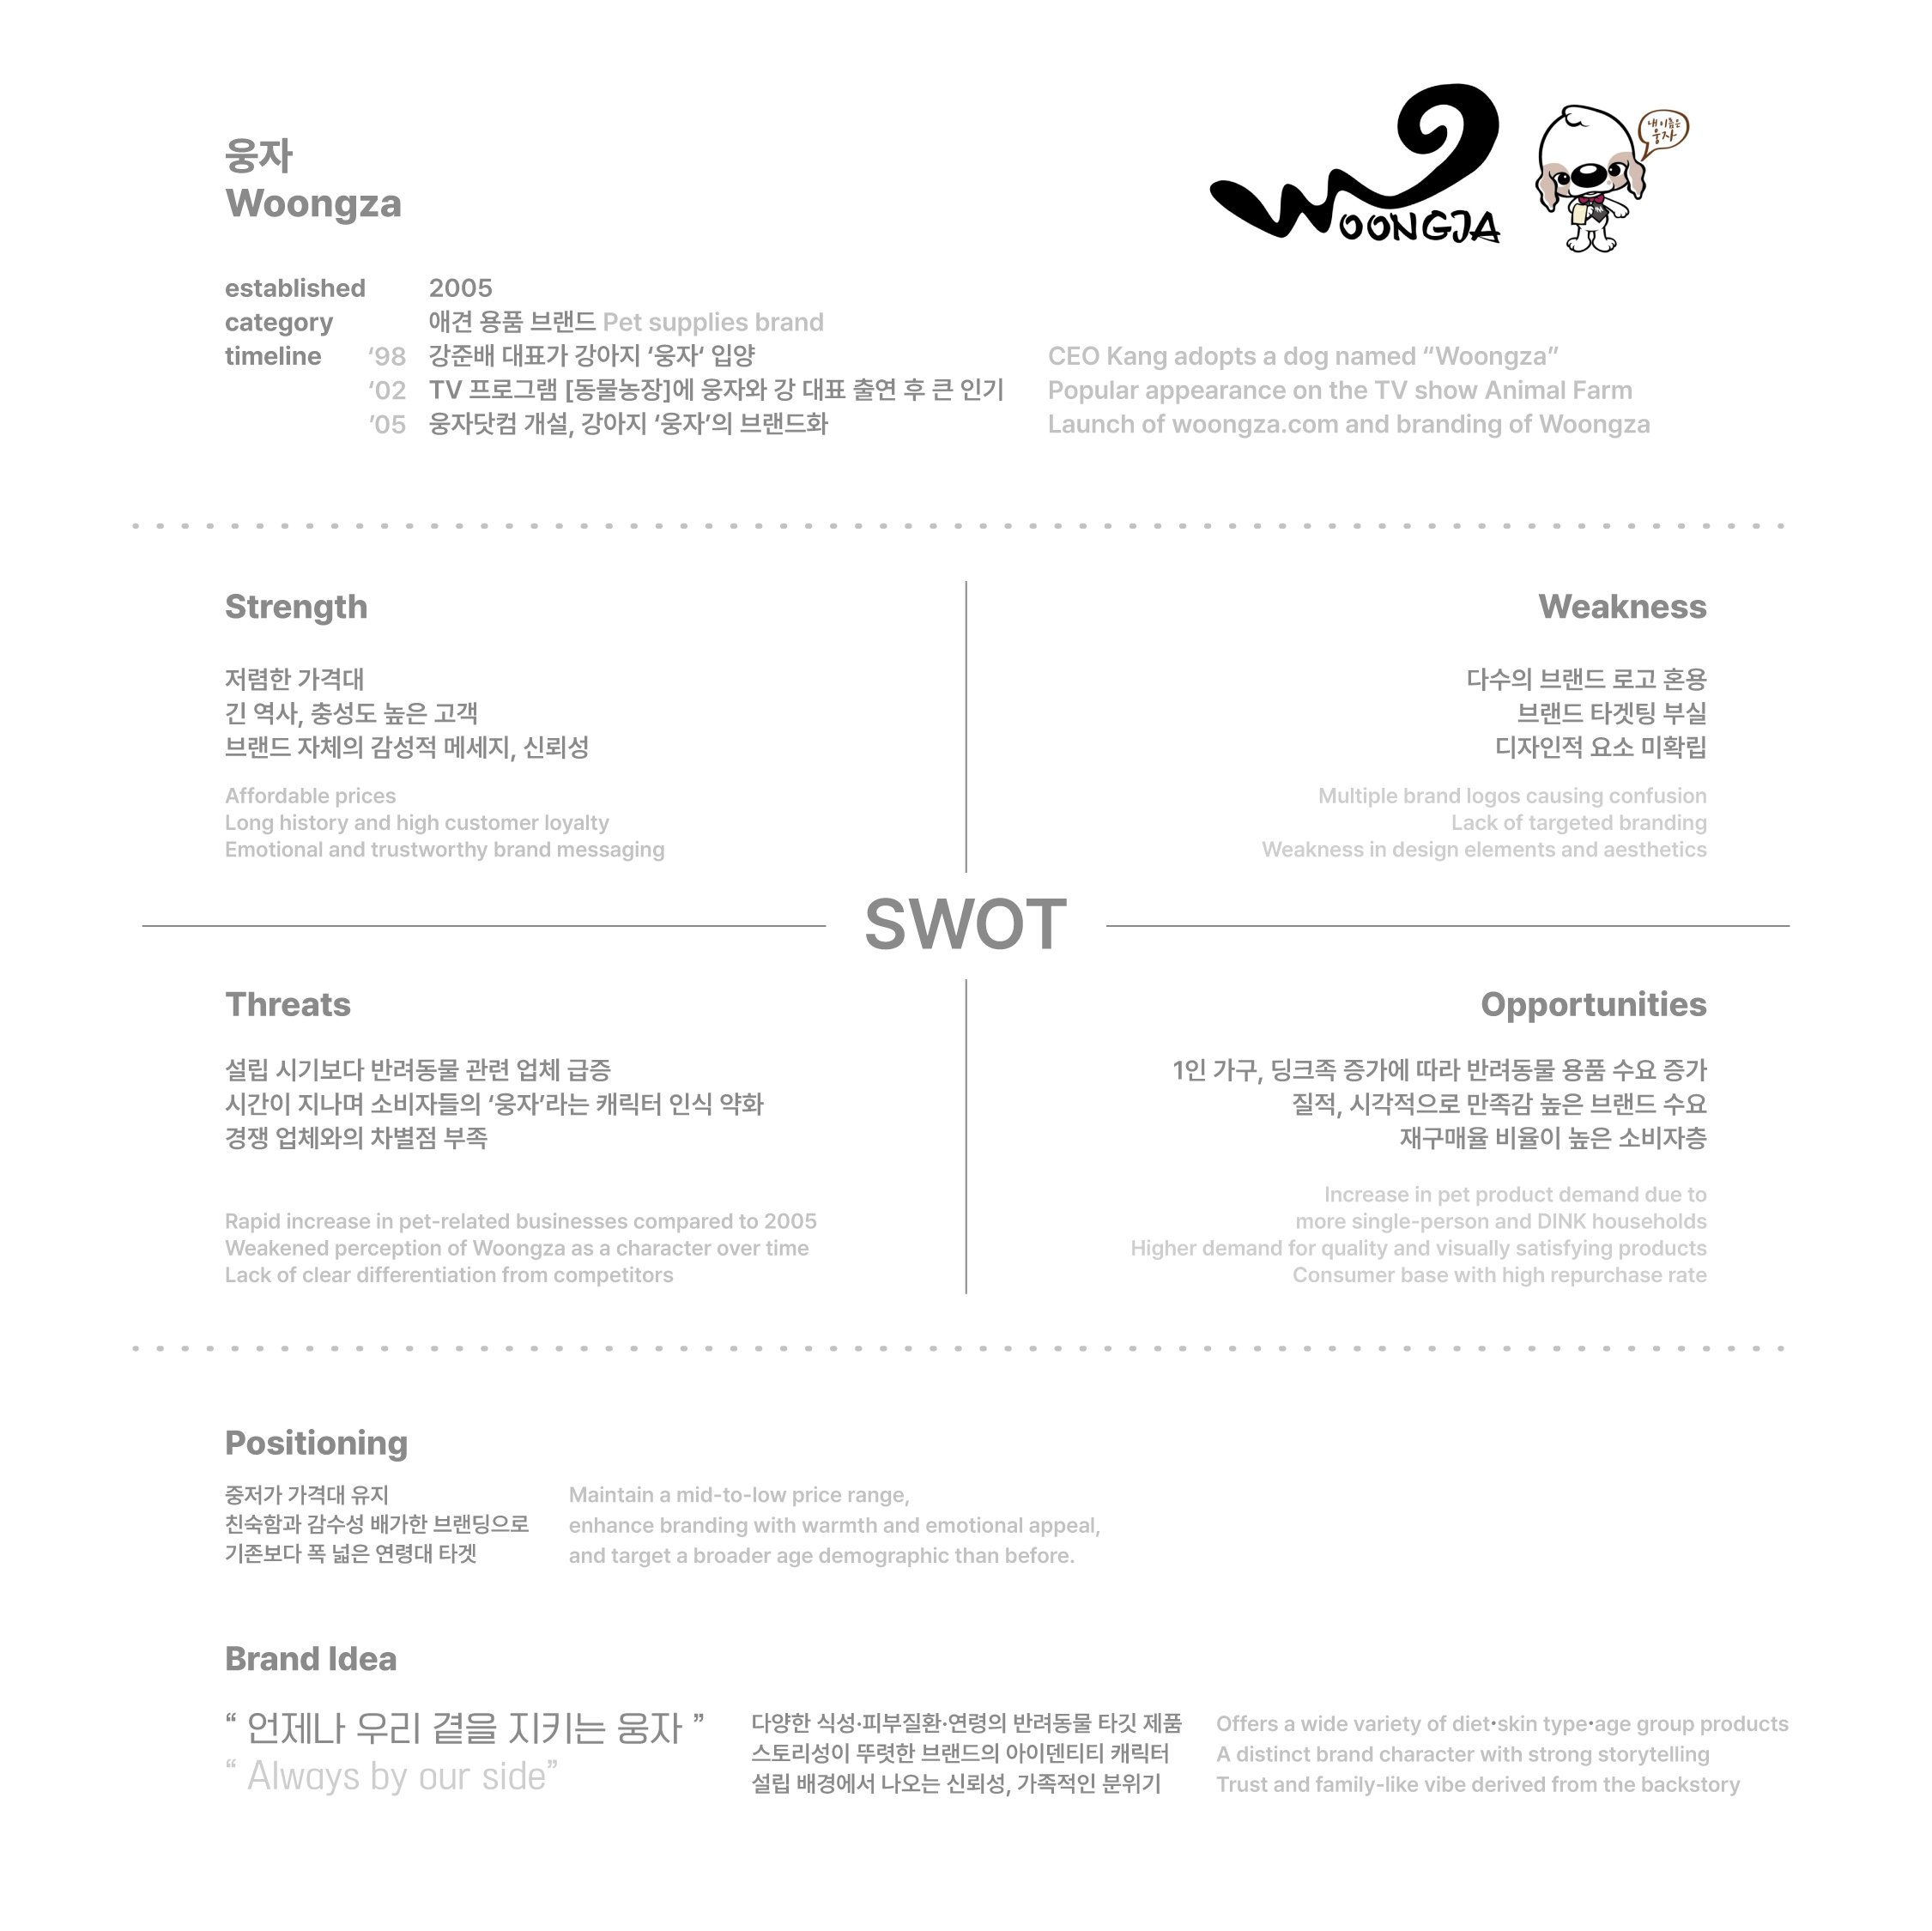 웅자
Woongza
WOONGJA
내 이름은
웅자
established 2005
category 애견 용품 브랜드 Pet supplies brand
timeline ‘98 강준배 대표가 강아지 ‘웅자‘ 입양 CEO Kang adopts a dog named “Woongza”
‘02 TV 프로그램 [동물농장]에 웅자와 강 대표 출연 후 큰 인기 Popular appearance on the TV show Animal Farm
’05 웅자닷컴 개설, 강아지 ‘웅자’의 브랜드화 Launch of woongza.com and branding of Woongza
Strength
저렴한 가격대
긴 역사, 충성도 높은 고객
브랜드 자체의 감성적 메세지, 신뢰성
Affordable prices
Long history and high customer loyalty
Emotional and trustworthy brand messaging
Weakness
다수의 브랜드 로고 혼용
브랜드 타겟팅 부실
디자인적 요소 미확립
Multiple brand logos causing confusion
Lack of targeted branding
Weakness in design elements and aesthetics
SWOT
Threats
설립 시기보다 반려동물 관련 업체 급증
시간이 지나며 소비자들의 ‘웅자’라는 캐릭터 인식 약화
경쟁 업체와의 차별점 부족
Rapid increase in pet-related businesses compared to 2005
Weakened perception of Woongza as a character over time
Lack of clear differentiation from competitors
Opportunities
1인 가구, 딩크족 증가에 따라 반려동물 용품 수요 증가
질적, 시각적으로 만족감 높은 브랜드 수요
재구매율 비율이 높은 소비자층
Increase in pet product demand due to
more single-person and DINK households
Higher demand for quality and visually satisfying products
Consumer base with high repurchase rate
Positioning
중저가 가격대 유지
친숙함과 감수성 배가한 브랜딩으로
기존보다 폭 넓은 연령대 타겟
Maintain a mid-to-low price range,
enhance branding with warmth and emotional appeal,
and target a broader age demographic than before.
Brand Idea
“ 언제나 우리 곁을 지키는 웅자 ”
“ Always by our side”
다양한 식성·피부질환·연령의 반려동물 타깃 제품
스토리성이 뚜렷한 브랜드의 아이덴티티 캐릭터
설립 배경에서 나오는 신뢰성, 가족적인 분위기
Offers a wide variety of diet·skin type·age group products
A distinct brand character with strong storytelling
Trust and family-like vibe derived from the backstory